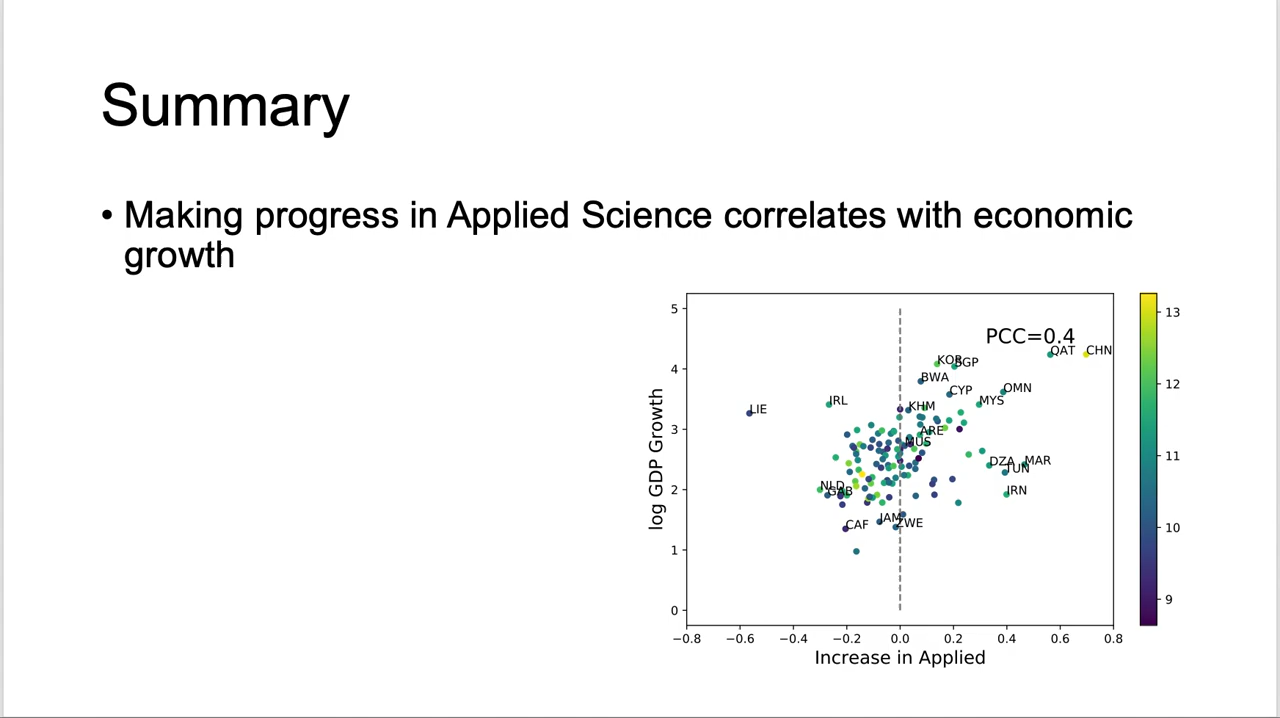 Summary
• Making progress in Applied Science correlates with economic
growth
PCC=0.4
QAT
CHN
KOR
SGP
BWA
CYP
OMN
MYS
LIE
IRL
KHM
ARE
MUS
DZA
MAR
TUN
IRN
NLD
GAB
CAF
JAM
ZWE
log GDP Growth
5
4
3
2
1
0
−0.8 −0.6 −0.4 −0.2 0.0 0.2 0.4 0.6 0.8
Increase in Applied
13
12
11
10
9